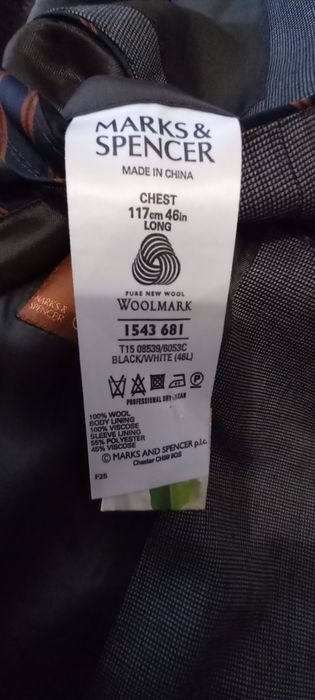 MARKS &
SPENCER
MADE IN CHINA
CHEST
117cm 46in
LONG
PURE NEW WOOL
WOOLMARK
1543 681
T15 08539/6053C
BLACK/WHITE (46L)
P
PROFESSIONAL DRY-CLEAN
100% WOOL
BODY LINING
100% VISCOSE
SLEEVE LINING
55% POLYESTER
45% VISCOSE
© MARKS AND SPENCER p.l.c.
Chester CH99 9QS
F25
MARKS &
SPENCER